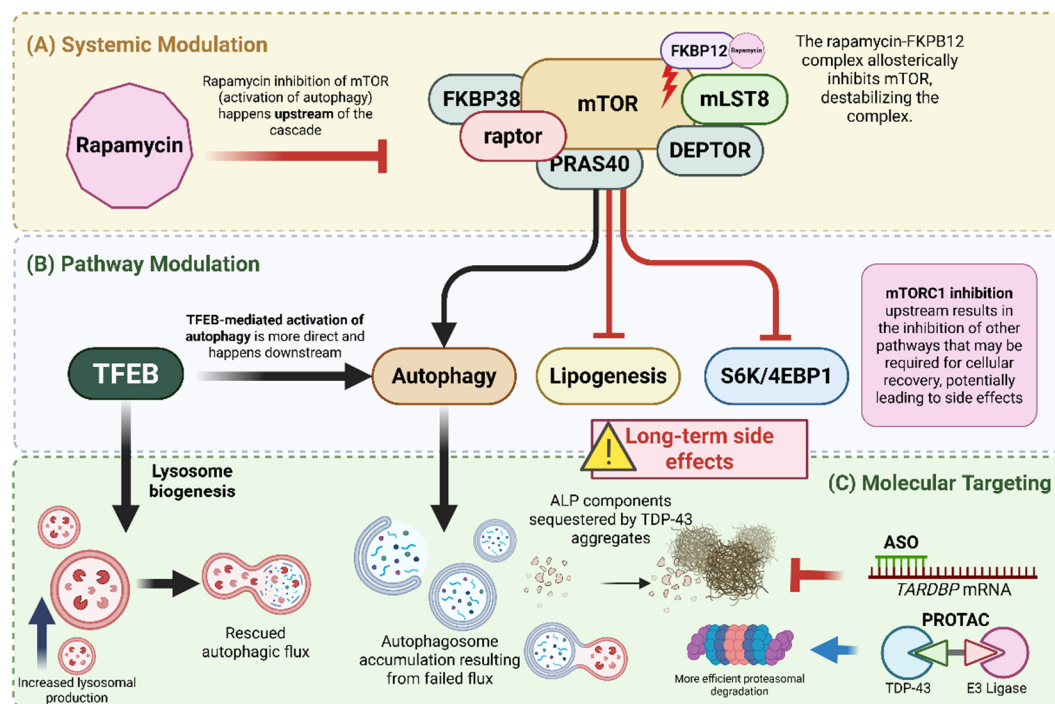 (A) Systemic Modulation
Rapamycin
Rapamycin inhibition of mTOR
(activation of autophagy)
happens upstream of the
cascade
FKBP38
raptor
mTOR
PRAS40
FKBP12
Rapamycin
mLST8
DEPTOR
The rapamycin-FKPB12
complex allosterically
inhibits mTOR,
destabilizing the
complex.
(B) Pathway Modulation
TFEB
TFEB-mediated activation of
autophagy is more direct and
happens downstream
Autophagy
Lipogenesis
S6K/4EBP1
mTORC1 inhibition
upstream results in
the inhibition of other
pathways that may be
required for cellular
recovery, potentially
leading to side effects
Long-term side
effects
(C) Molecular Targeting
Lysosome
biogenesis
Increased lysosomal
production
Rescued
autophagic flux
Autophagosome
accumulation resulting
from failed flux
ALP components
sequestered by TDP-43
aggregates
ASO
TARDBP mRNA
PROTAC
TDP-43
E3 Ligase
More efficient proteasomal
degradation